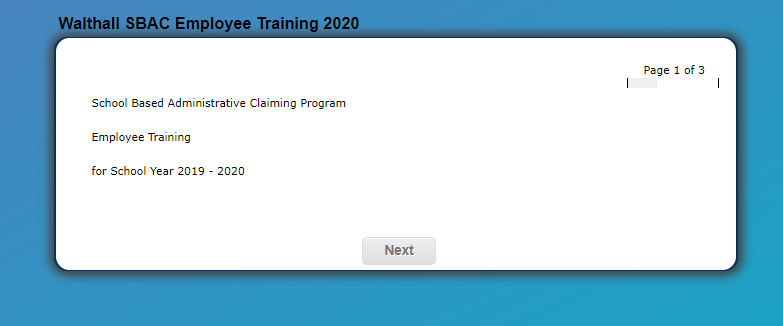 Walthall SBAC Employee Training 2020
Page 1 of 3
School Based Administrative Claiming Program
Employee Training
for School Year 2019 - 2020
Next